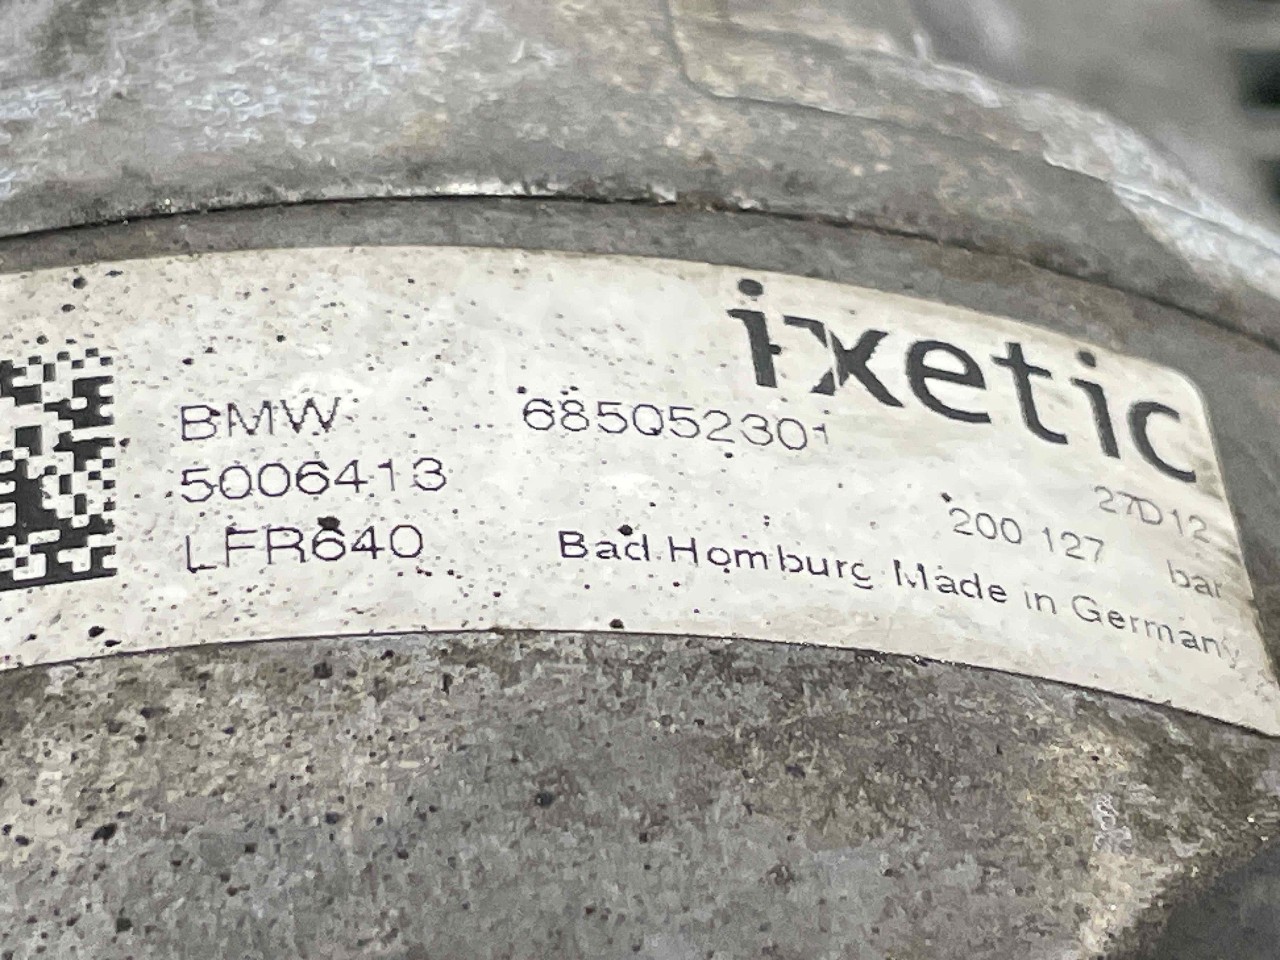 ixetic
BMW 685052301
5006413 27D12
200 127 bar
LFR640 Bad Homburg Made in Germany